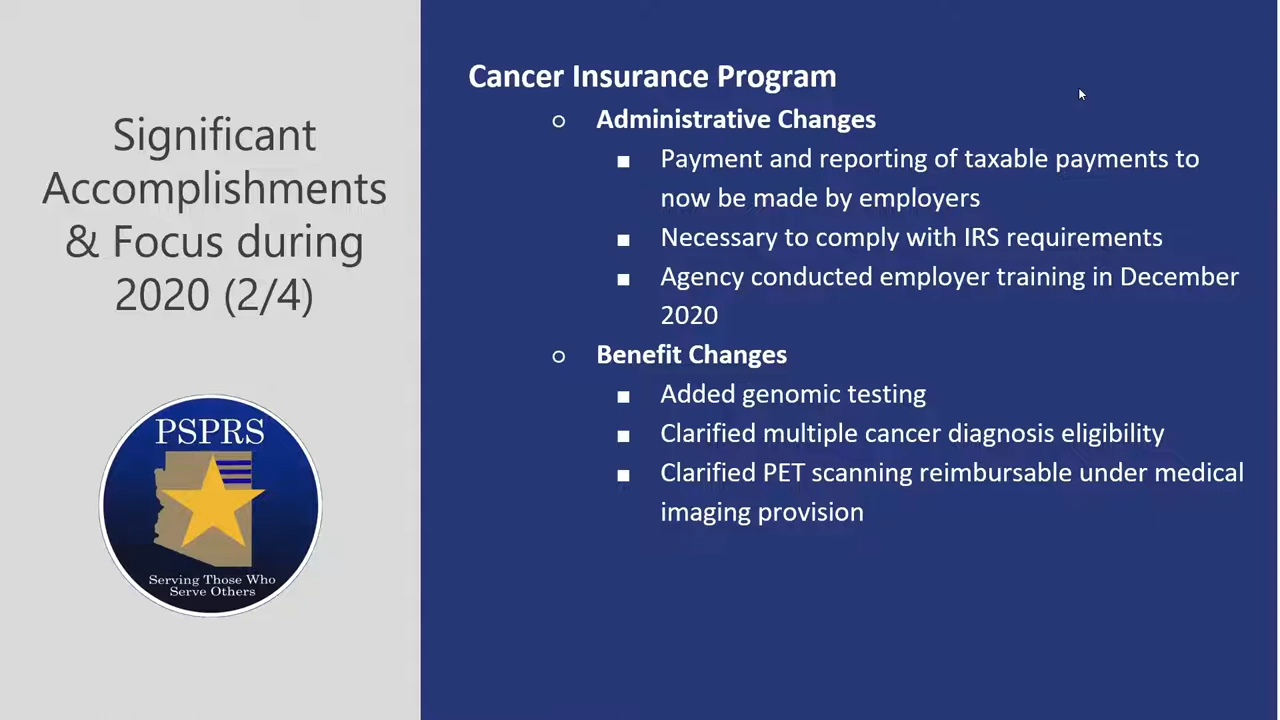 Significant
Accomplishments
& Focus during
2020 (2/4)
PSPRS
Serving Those Who
Serve Others
Cancer Insurance Program
Administrative Changes
Payment and reporting of taxable payments to
now be made by employers
Necessary to comply with IRS requirements
Agency conducted employer training in December
2020
Benefit Changes
Added genomic testing
Clarified multiple cancer diagnosis eligibility
Clarified PET scanning reimbursable under medical
imaging provision